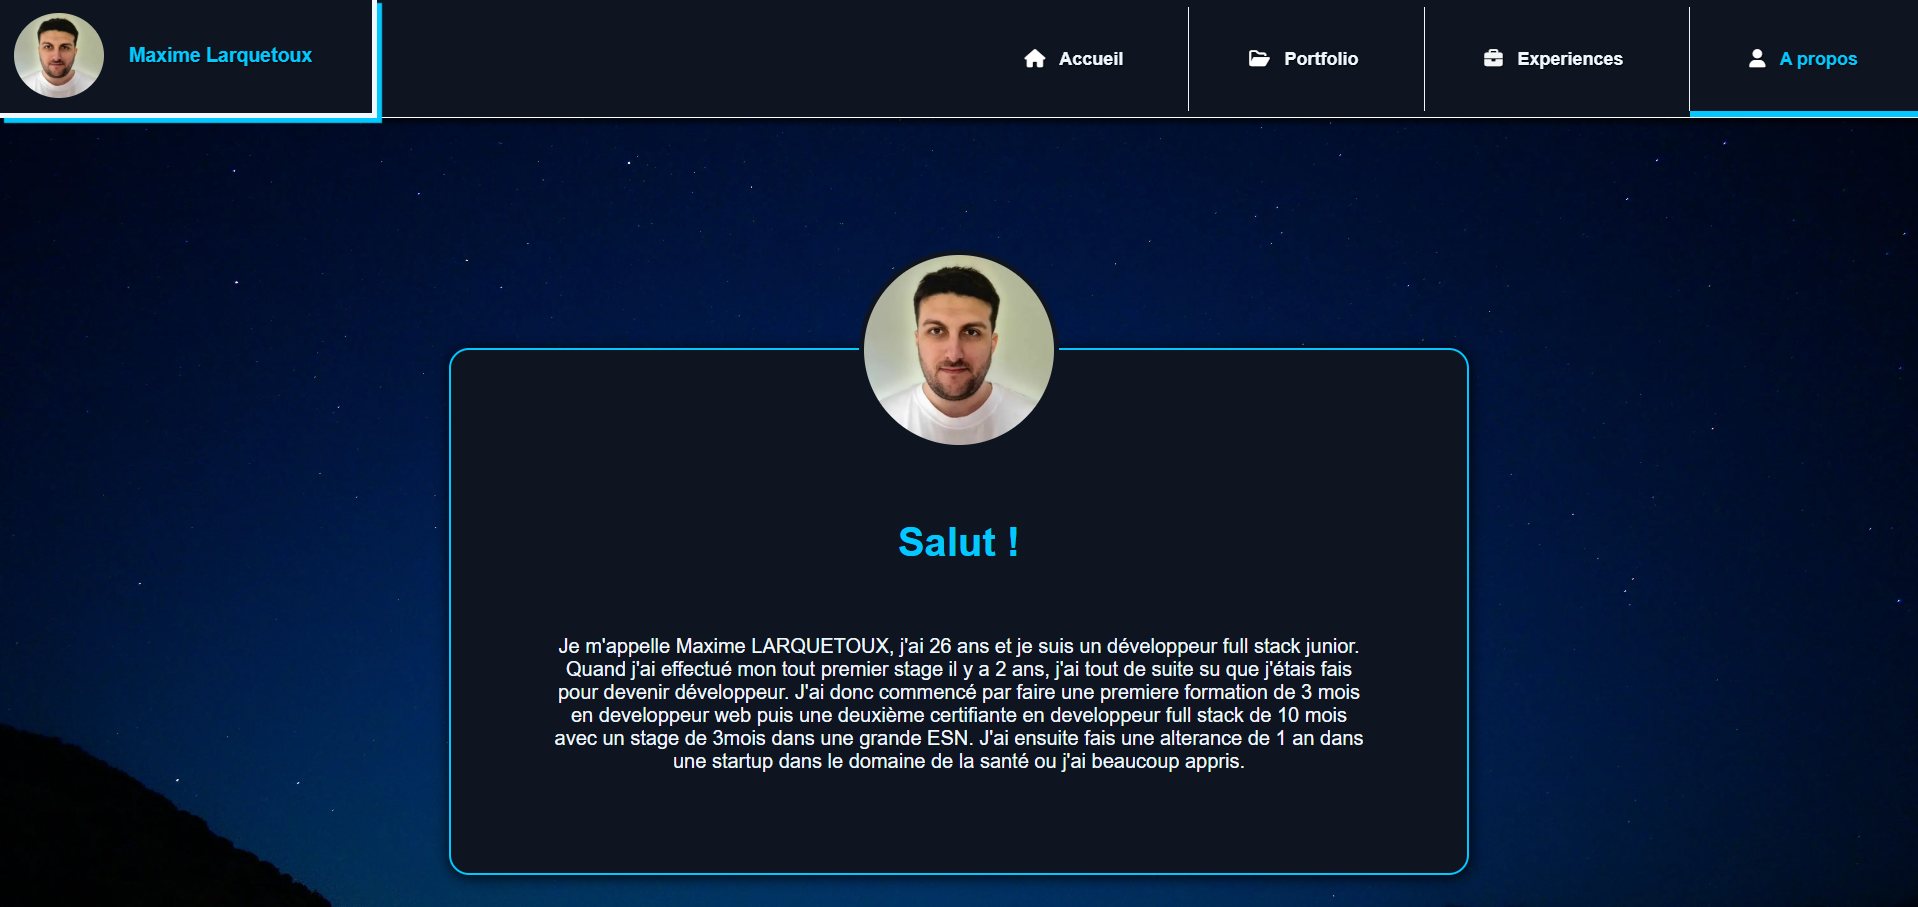 Maxime Larquetoux
Accueil
Portfolio
Experiences
A propos
Salut !
Je m'appelle Maxime LARQUETOUX, j'ai 26 ans et je suis un développeur full stack junior.
Quand j'ai effectué mon tout premier stage il y a 2 ans, j'ai tout de suite su que j'étais fais
pour devenir développeur. J'ai donc commencé par faire une premiere formation de 3 mois
en developpeur web puis une deuxième certifiante en developpeur full stack de 10 mois
avec un stage de 3mois dans une grande ESN. J'ai ensuite fais une alterance de 1 an dans
une startup dans le domaine de la santé ou j'ai beaucoup appris.